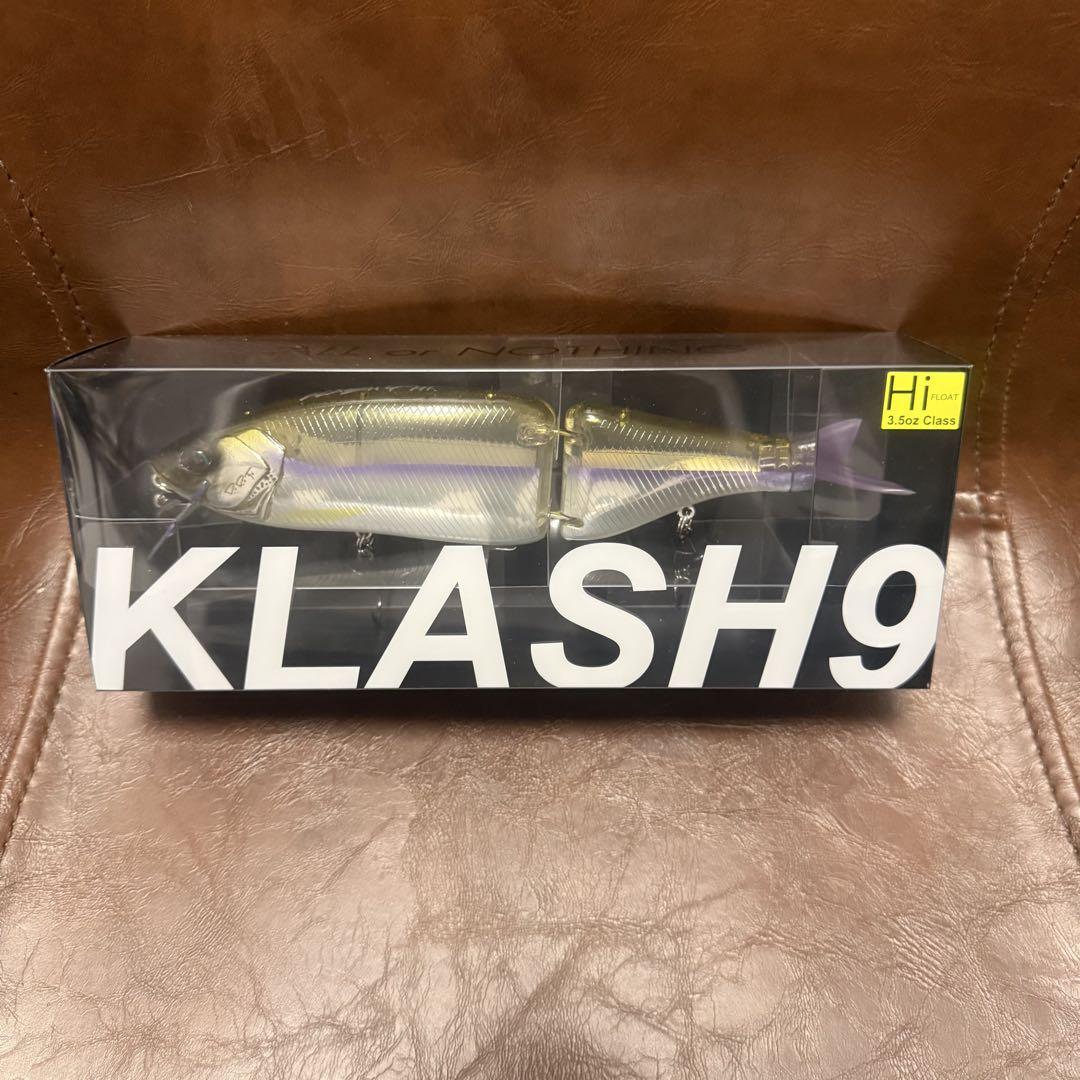 ALL or NOTHING
Hi FLOAT
3.5oz Class
KLASH9